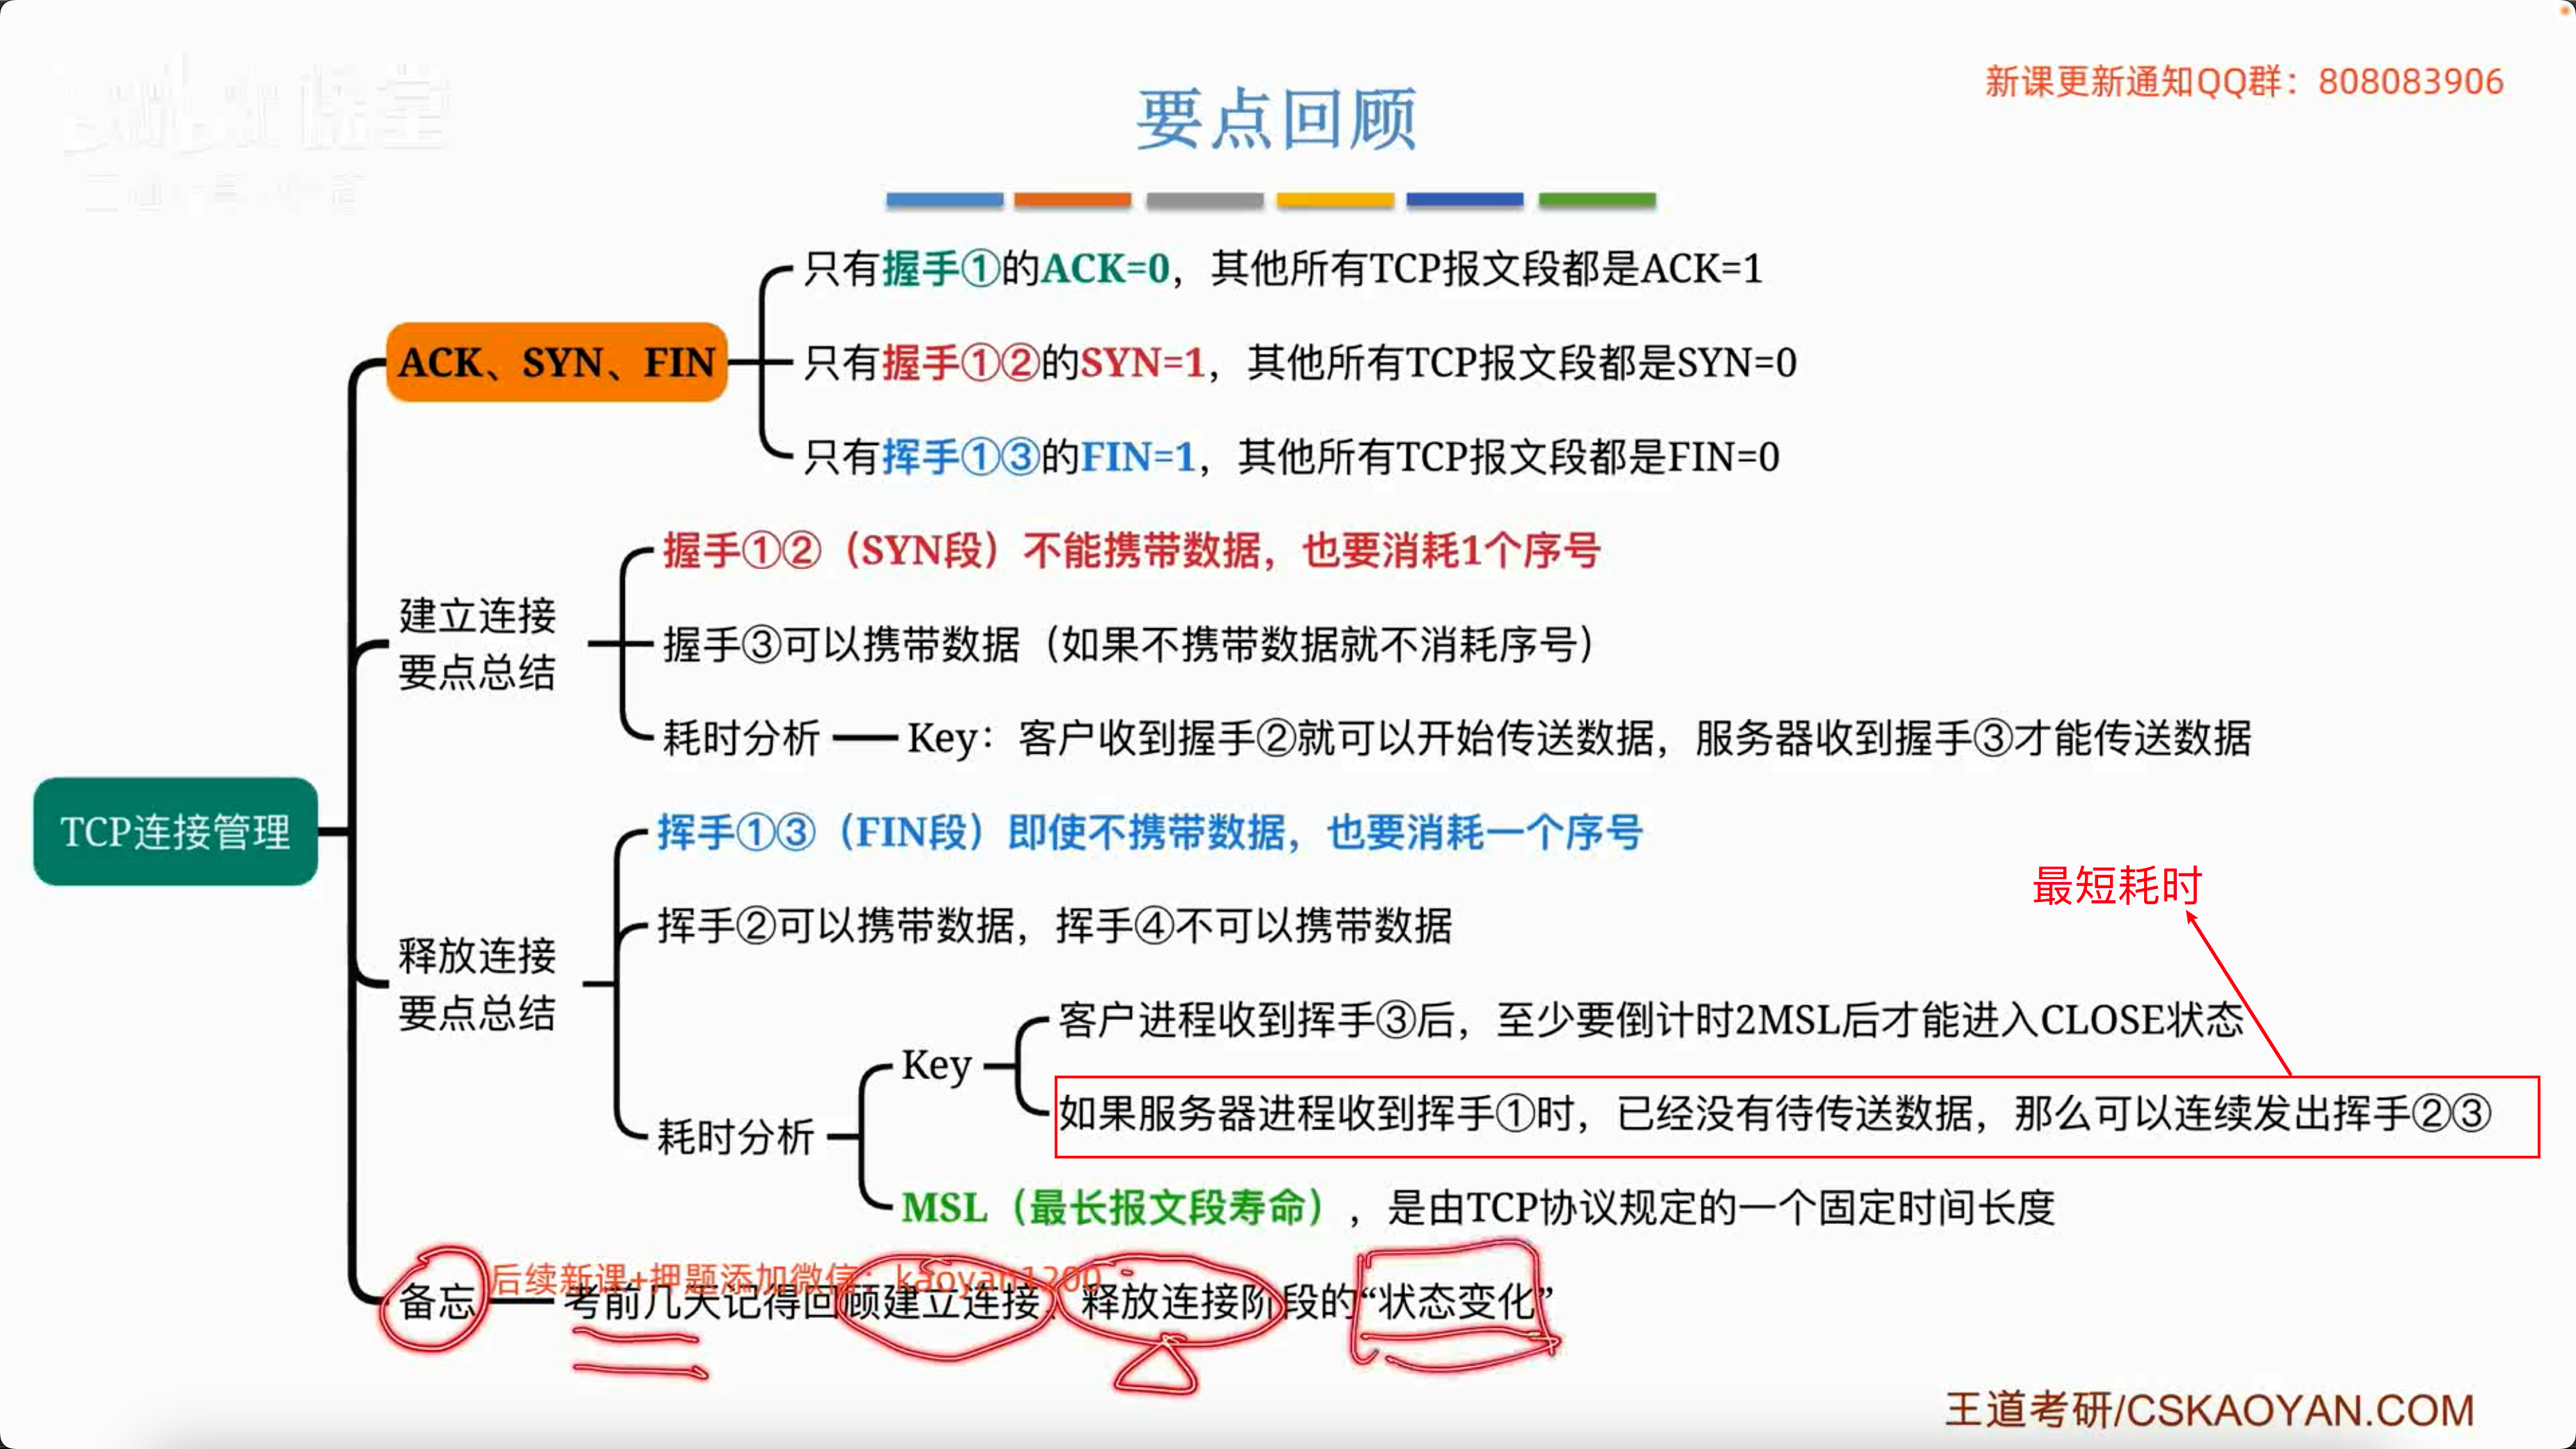 新课更新通知QQ群：808083906
要点回顾
只有握手①的ACK=0，其他所有TCP报文段都是ACK=1
ACK、SYN、FIN
只有握手①②的SYN=1，其他所有TCP报文段都是SYN=0
只有挥手①③的FIN=1，其他所有TCP报文段都是FIN=0
握手①②（SYN段）不能携带数据，也要消耗1个序号
建立连接
要点总结
握手③可以携带数据（如果不携带数据就不消耗序号）
耗时分析
Key：客户收到握手②就可以开始传送数据，服务器收到握手③才能传送数据
TCP连接管理
挥手①③（FIN段）即使不携带数据，也要消耗一个序号
最短耗时
挥手②可以携带数据，挥手④不可以携带数据
释放连接
要点总结
客户进程收到挥手③后，至少要倒计时2MSL后才能进入CLOSE状态
Key
如果服务器进程收到挥手①时，已经没有待传送数据，那么可以连续发出挥手②③
耗时分析
MSL（最长报文段寿命），是由TCP协议规定的一个固定时间长度
后续新课+押题添加微信：kaoyan1200
备忘
考前几天记得回顾建立连接、释放连接阶段的“状态变化”
王道考研/CSKAOYAN.COM